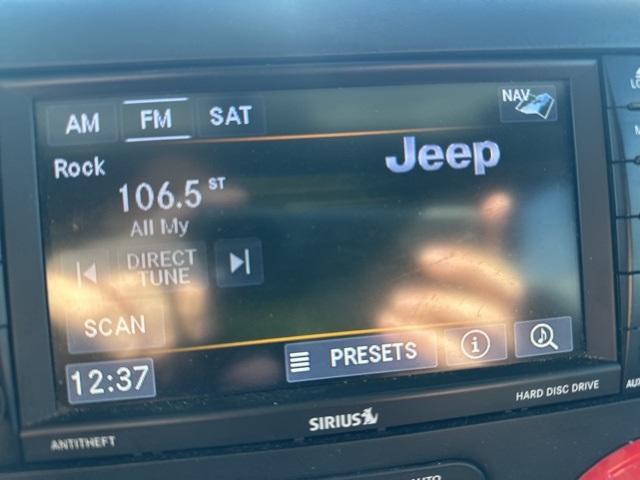 AM FM SAT NAV
Rock
Jeep
106.5 ST
All My
DIRECT
TUNE
SCAN
PRESETS
12:37
HARD DISC DRIVE
SIRIUS
ANTITHEFT